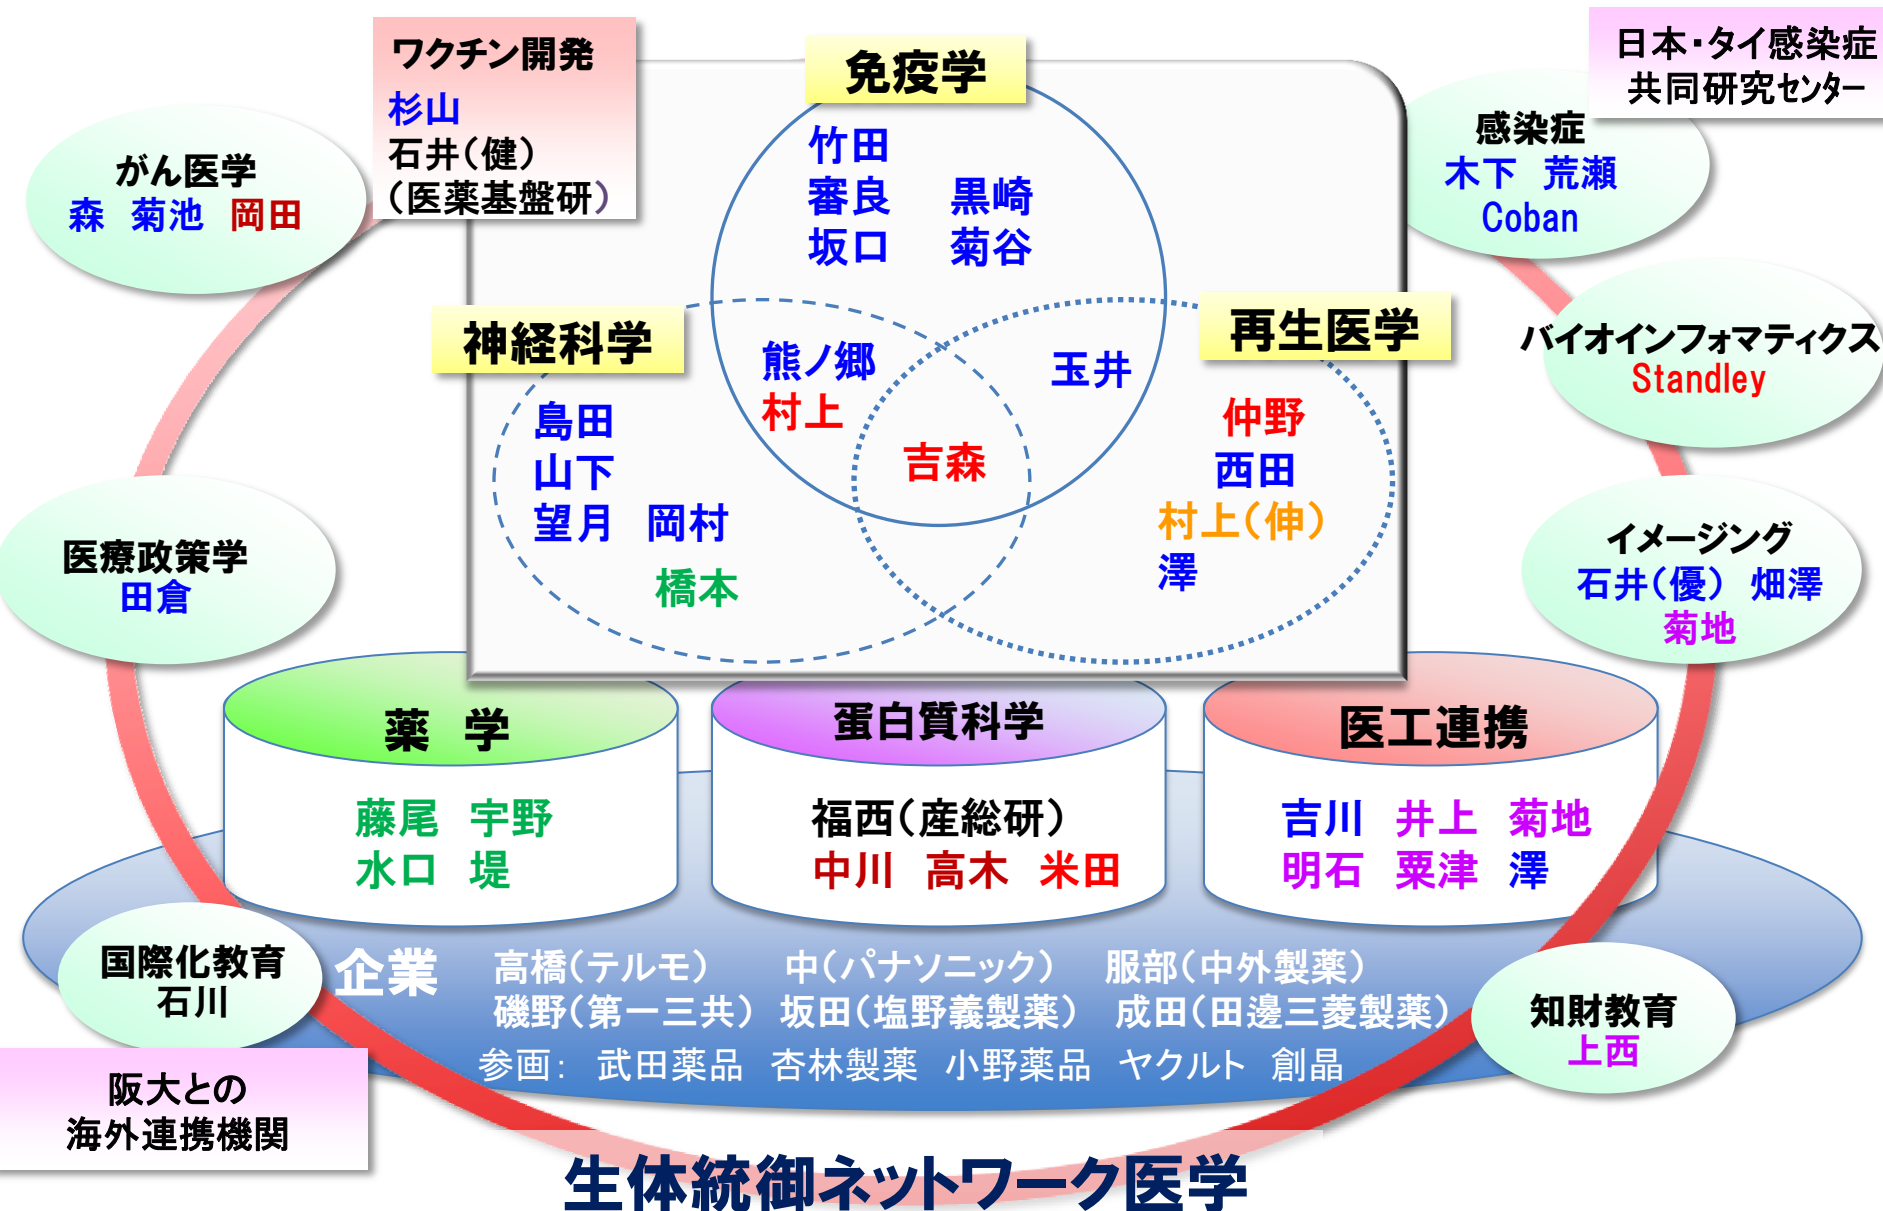 ワクチン開発
杉山
石井(健)
(医薬基盤研)
免疫学
日本・タイ感染症
共同研究センター
がん医学
森 菊池 岡田
竹田
審良 黒崎
坂口 菊谷
感染症
木下 荒瀬
Coban
神経科学
再生医学
バイオインフォマティクス
Standley
熊ノ郷
村上
玉井
吉森
島田
山下
望月 岡村
橋本
仲野
西田
村上(伸)
澤
医療政策学
田倉
イメージング
石井(優) 畑澤
菊地
薬 学
藤尾 宇野
水口 堤
蛋白質科学
福西(産総研)
中川 高木 米田
医工連携
吉川 井上 菊地
明石 粟津 澤
国際化教育
石川
企業
高橋(テルモ) 中(パナソニック) 服部(中外製薬)
磯野(第一三共) 坂田(塩野義製薬) 成田(田邊三菱製薬)
参画: 武田薬品 杏林製薬 小野薬品 ヤクルト 創晶
知財教育
上西
阪大との
海外連携機関
生体統御ネットワーク医学